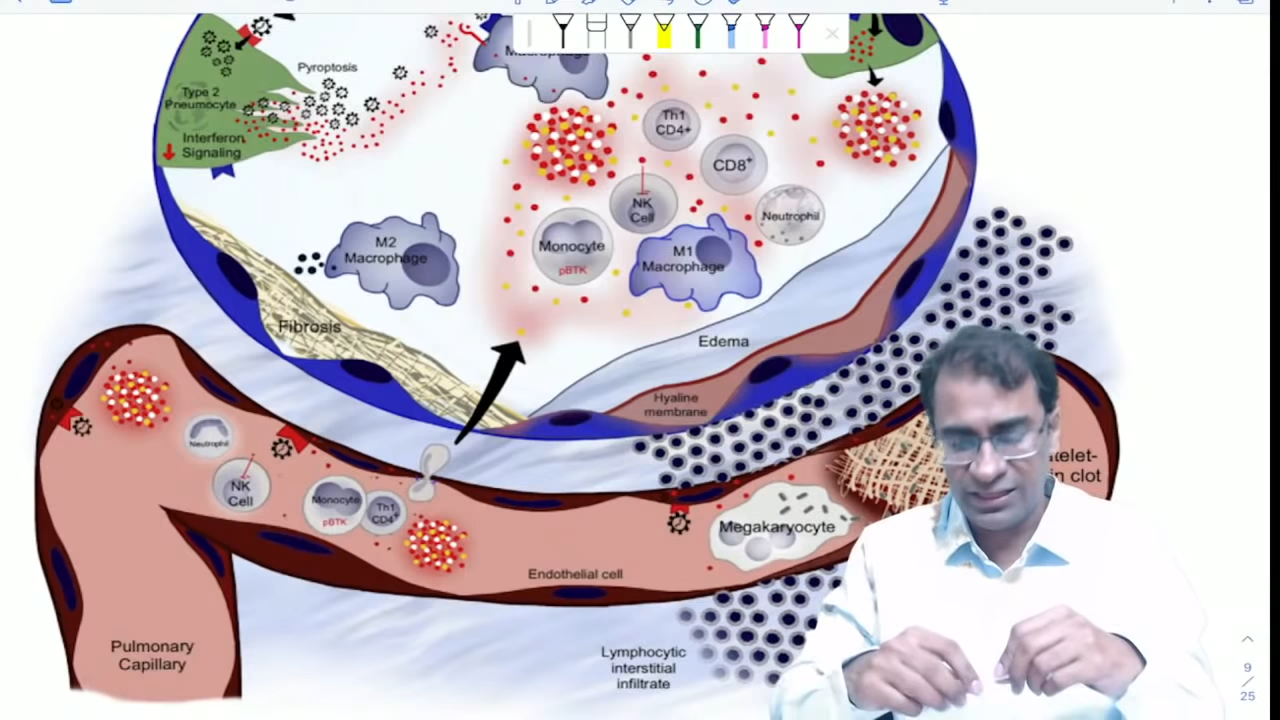 Macrophage
Pyroptosis
Type 2
Pneumocyte
Interferon
Signaling
Th1
CD4+
CD8+
NK
Cell
Neutrophil
Monocyte
pBTK
M1
Macrophage
M2
Macrophage
Fibrosis
Edema
Hyaline
membrane
Neutrophil
NK
Cell
Monocyte
pBTK
Th1
CD4+
Megakaryocyte
clot
Endothelial cell
Pulmonary
Capillary
Lymphocytic
interstitial
infiltrate
9
/
25